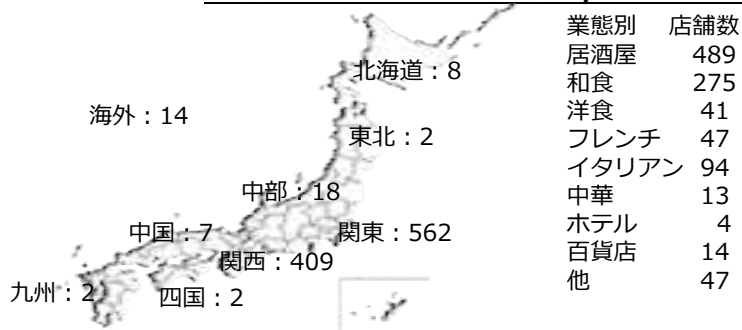 業態別 店舗数
居酒屋 489
和食 275
洋食 41
フレンチ 47
イタリアン 94
中華 13
ホテル 4
百貨店 14
他 47
北海道：8
海外：14
東北：2
中部：18
中国：7
関東：562
関西：409
九州：2
四国：2